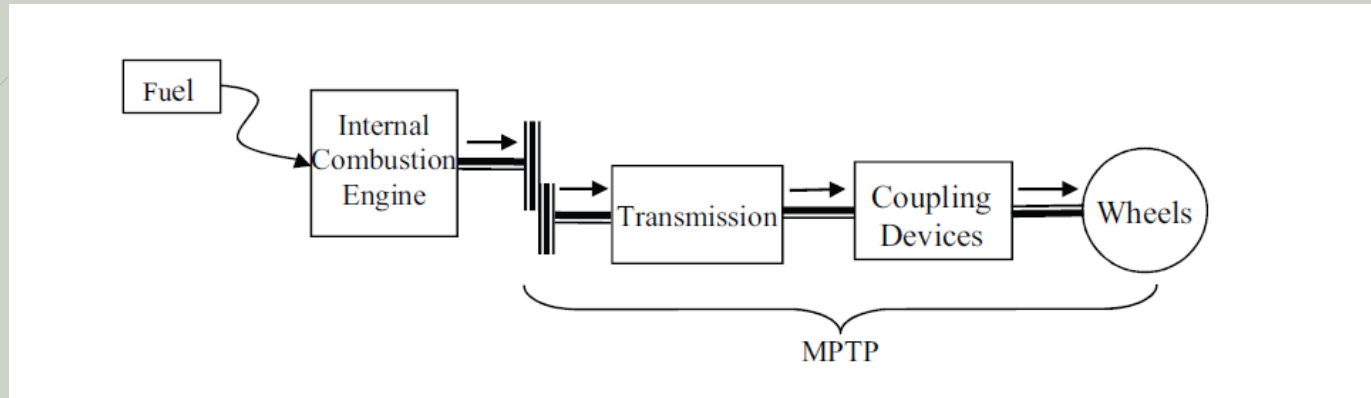 Fuel
Internal
Combustion
Engine
Transmission
Coupling
Devices
Wheels
MPTP